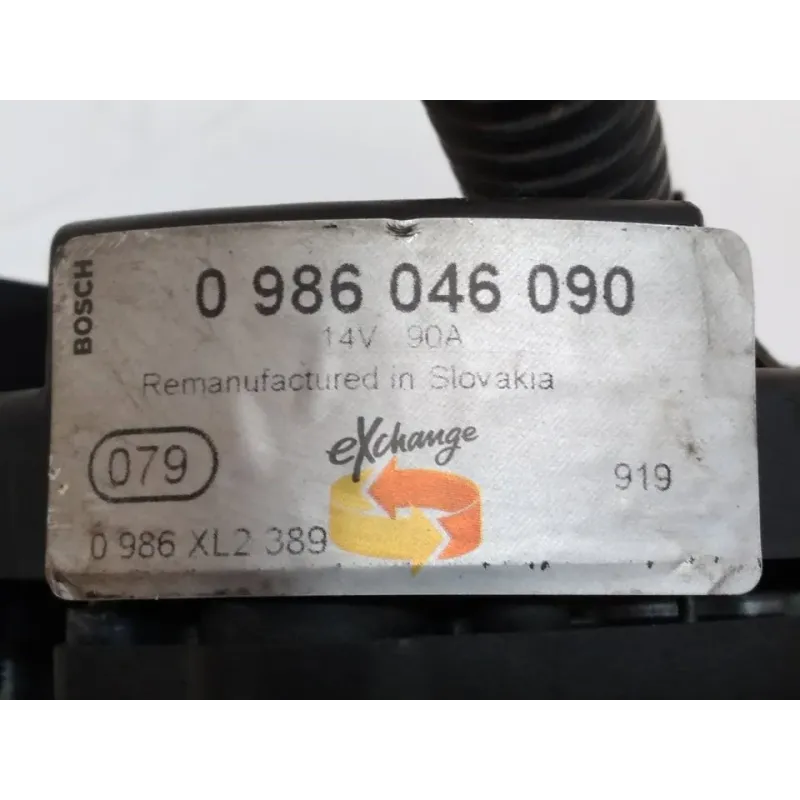 BOSCH
0 986 046 090
14V 90A
Remanufactured in Slovakia
eXchange
079
919
0 986 XL2 389